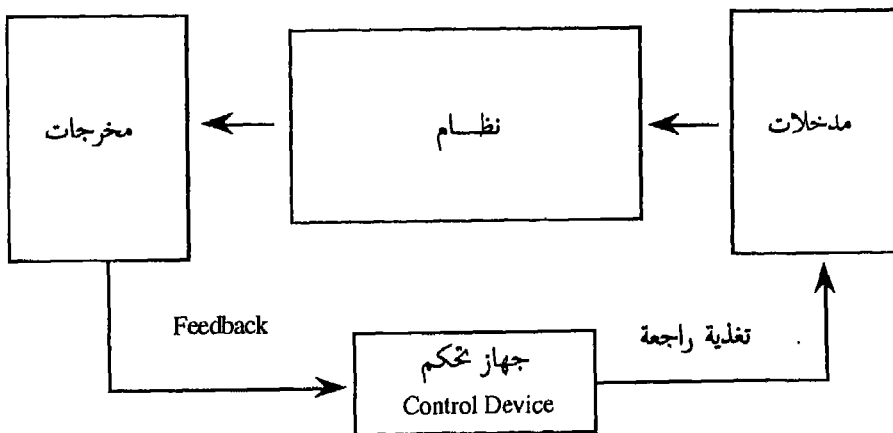 مدخلات
نظـــام
مخرجات
Feedback
تغذية راجعة
جهاز تحكم
Control Device